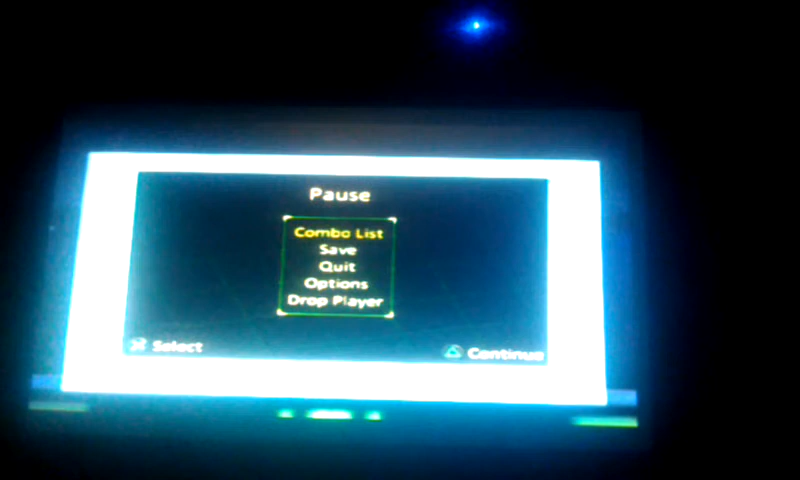 Pause
Combo List
Save
Quit
Options
Drop Player
Select
Continue